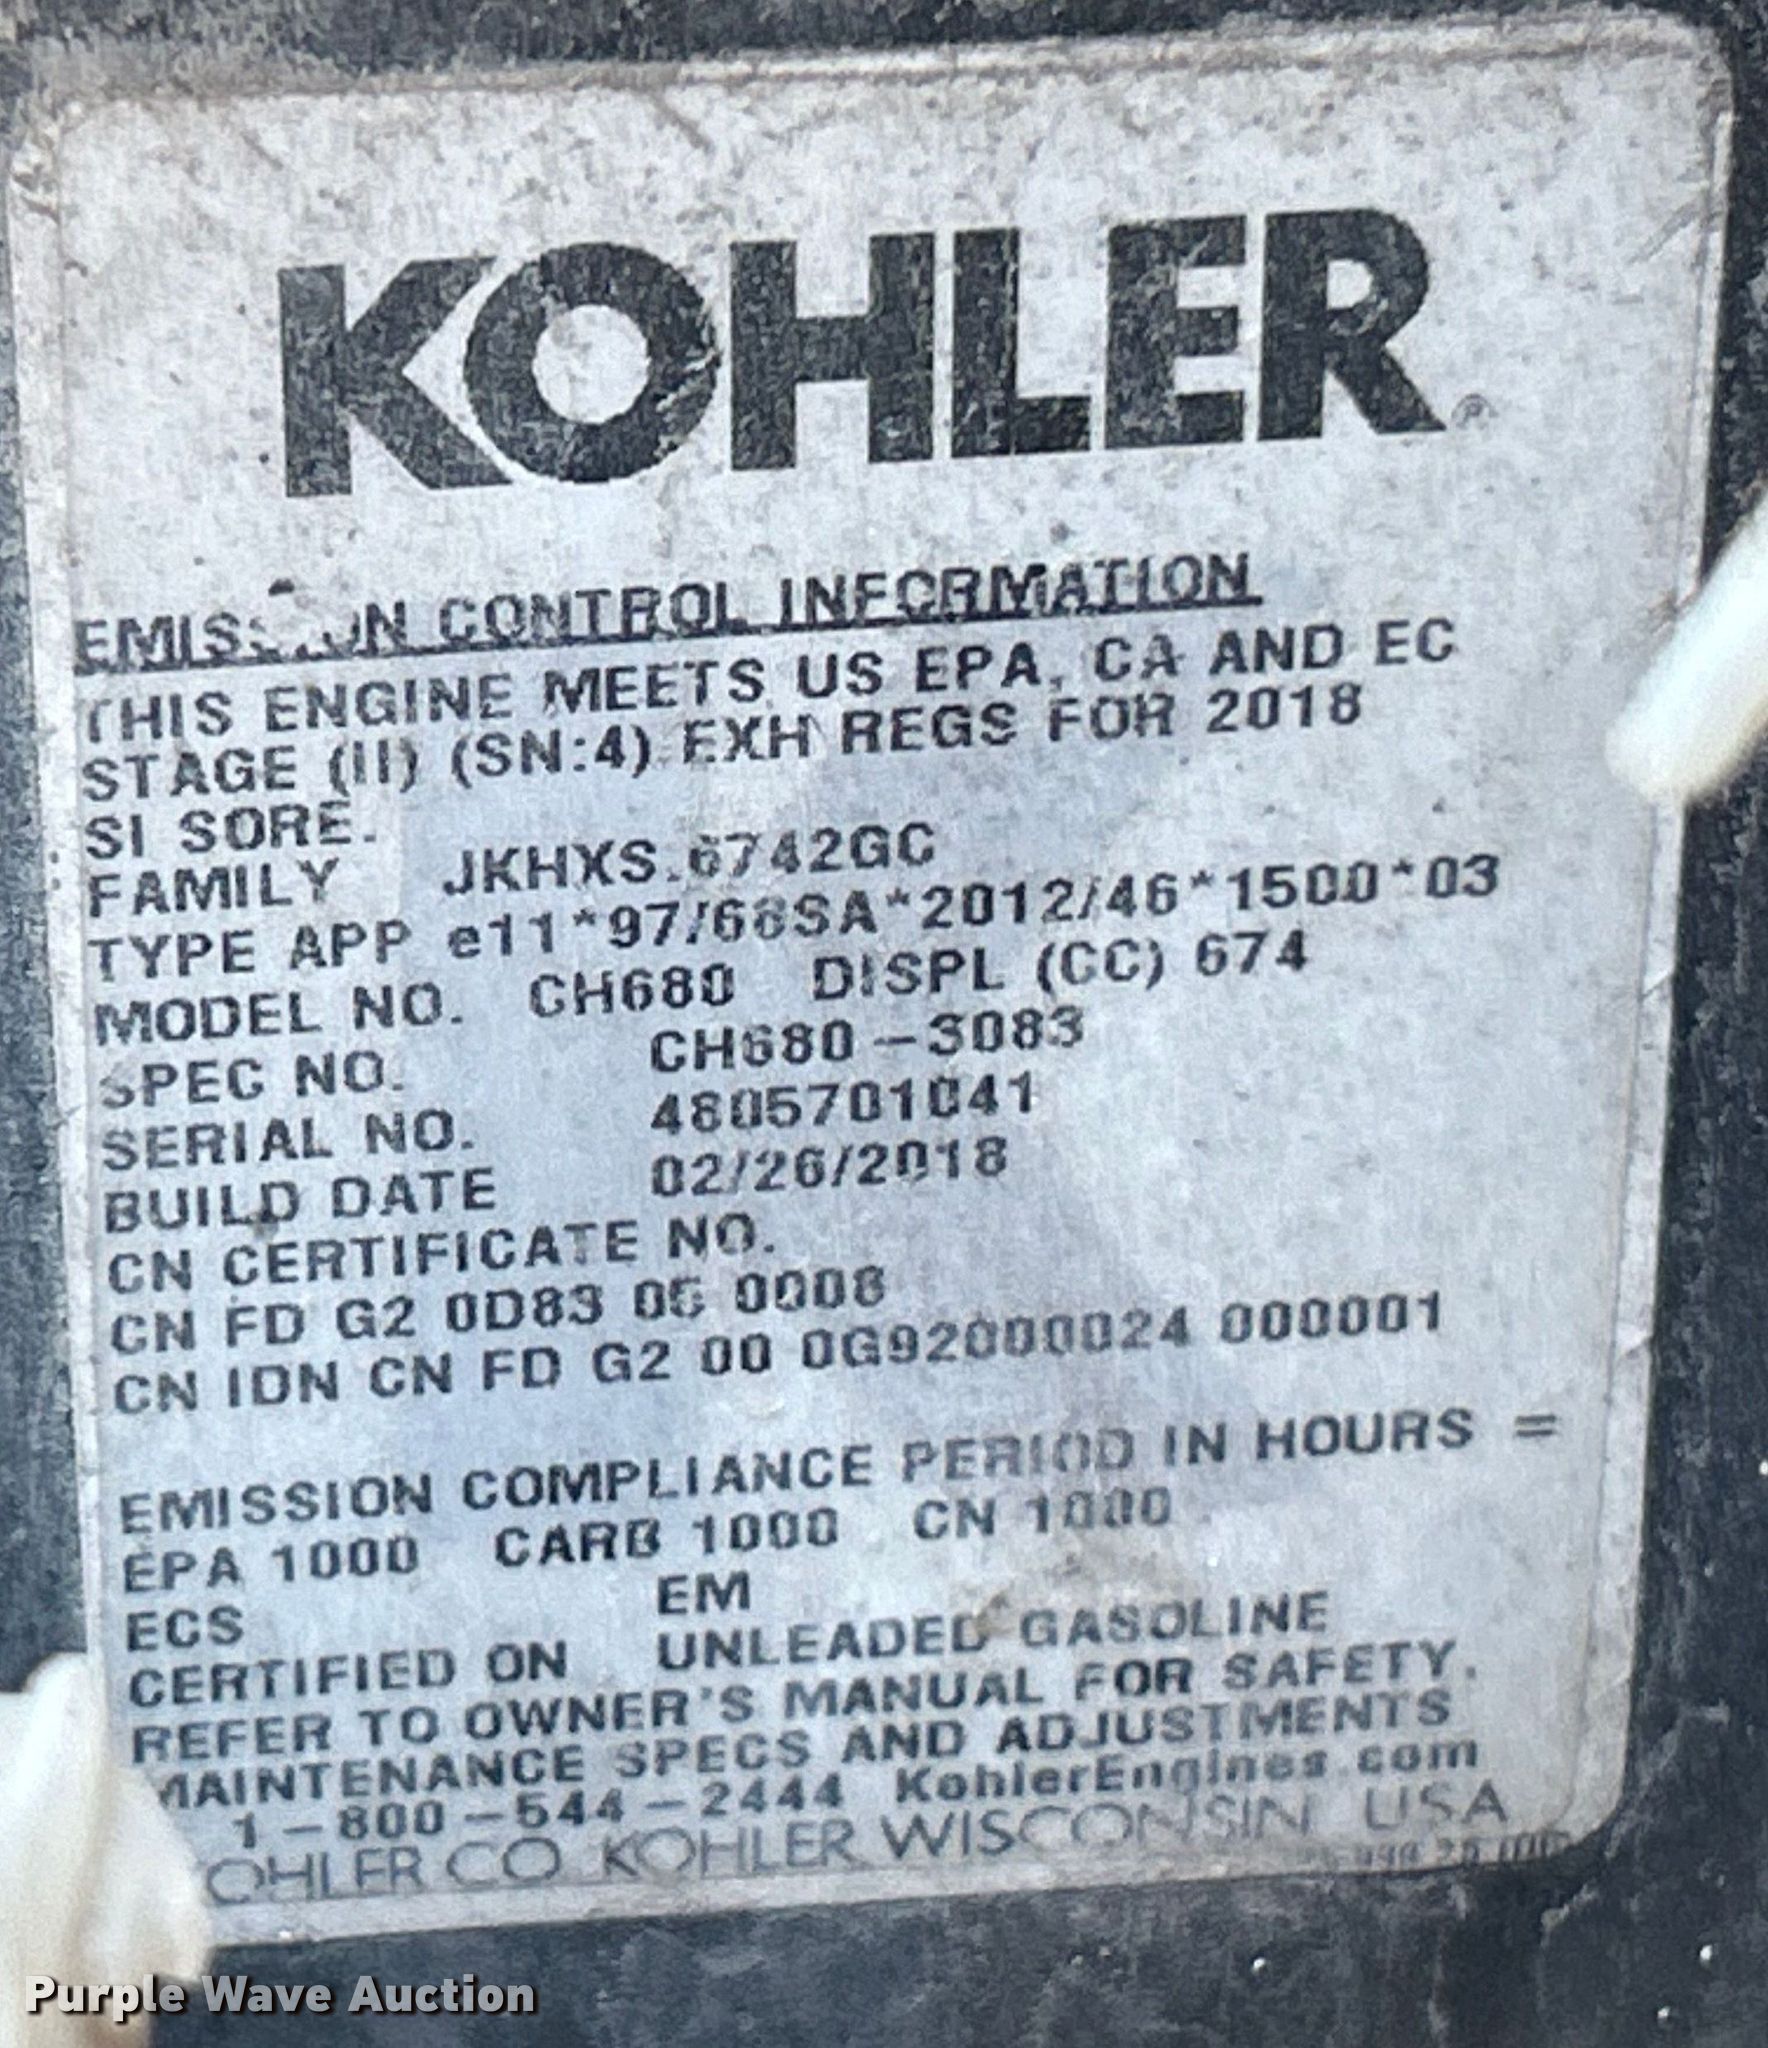 KOHLER®
EMISSION CONTROL INFORMATION
THIS ENGINE MEETS US EPA, CA AND EC
STAGE (II) (SN:4) EXH REGS FOR 2018
SI SORE.
FAMILY JKHXS.6742GC
TYPE APP e11*97/68SA*2012/46*1500*03
MODEL NO. CH680 DISPL (CC) 674
SPEC NO. CH680-3083
SERIAL NO. 4805701041
BUILD DATE 02/26/2018
CN CERTIFICATE NO.
CN FD G2 0D83 05 0008
CN IDN CN FD G2 00 0G92000024 000001
EMISSION COMPLIANCE PERIOD IN HOURS =
EPA 1000 CARB 1000 CN 1000
ECS EM
CERTIFIED ON UNLEADED GASOLINE
REFER TO OWNER'S MANUAL FOR SAFETY,
MAINTENANCE SPECS AND ADJUSTMENTS
1-800-544-2444 KohlerEngines.com
KOHLER CO KOHLER WISCONSIN USA
Purple Wave Auction